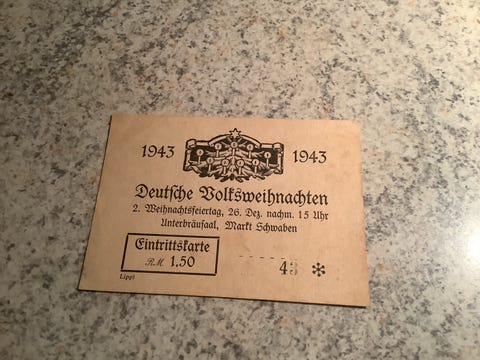 1943 1943
Deutsche Volksweihnachten
2. Weihnachtsfeiertag, 26. Dez. nachm. 15 Uhr
Unterbräusaal, Markt Schwaben
Eintrittskarte
RM. 1.50
43 *
Lippl